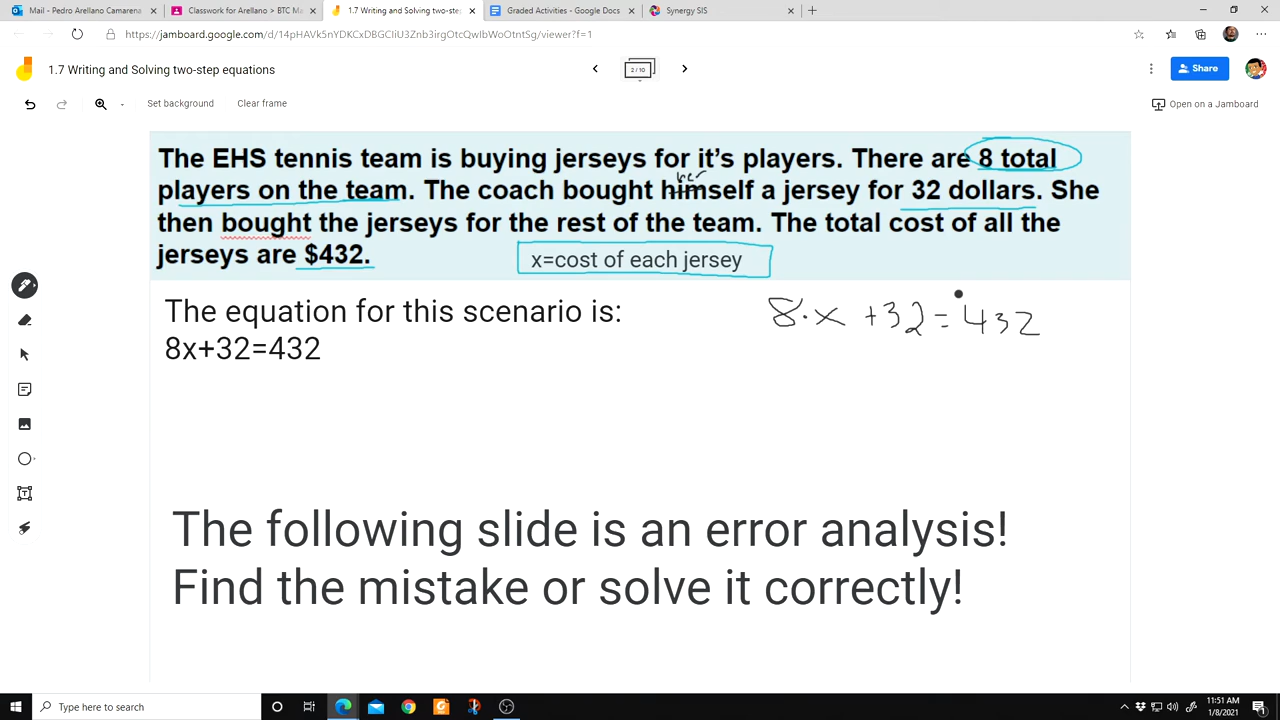 Mail - Pedro Arellano Camarena
Classwork for Arellano > BTC M
1.7 Writing and Solving two-step
Graded Activities - Google Docs
Synergy SIS
https://jamboard.google.com/d/14pHAVk5nYDKCxDBGCIiU3Znb3irgOtcQwIbWoOtntSg/viewer?f=1
1.7 Writing and Solving two-step equations
2 / 10
Share
Set background
Clear frame
Open on a Jamboard
The EHS tennis team is buying jerseys for it's players. There are 8 total
her
players on the team. The coach bought himself a jersey for 32 dollars. She
then bought the jerseys for the rest of the team. The total cost of all the
jerseys are $432.
x=cost of each jersey
The equation for this scenario is:
8·x +32=432
8x+32=432
The following slide is an error analysis!
Find the mistake or solve it correctly!
Type here to search
11:51 AM
1/8/2021